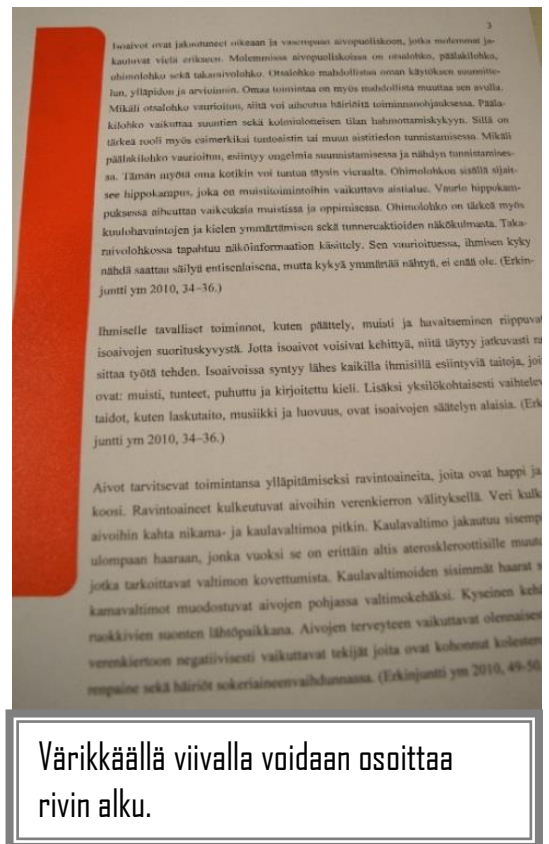 3
Isoaivot ovat jakautuneet oikeaan ja vasempaan aivopuoliskoon, jotka molemmat ja-
kautuvat vielä erikseen. Molemmissa aivopuoliskoissa on otsalohko, päälakilohko,
ohimolohko sekä takaraivolohko. Otsalohko mahdollistaa oman käytöksen suunnitte-
lun, ylläpidon ja arvioinnin. Omaa toimintaa on myös mahdollista muuttaa sen avulla.
Mikäli otsalohko vaurioituu, siitä voi aiheutua häiriöitä toiminnanohjauksessa. Pääla-
kilohko vaikuttaa suuntien sekä kolmiuloteisen tilan hahmottamiskykyyn. Sillä on
tärkeä rooli myös esimerkiksi tuntoaistin tai muun aistitiedon tunnistamisessa. Mikäli
päälakilohko vaurioituu, esiintyy ongelmia suunnistamisessa ja nähdyn tunnistamises-
sa. Tämän myötä oma kotikin voi tuntua täysin vieraalta. Ohimolohkon sisällä sijait-
see hippokampus, joka on muistitoimintoihin vaikuttava aistialue. Vaurio hippokam-
puksessa aiheuttaa vaikeuksia muistissa ja oppimisessa. Ohimolohko on tärkeä myös
kuulohavaintojen ja kielen ymmärtämisen sekä tunnereaktioiden näkökulmasta. Taka-
raivolohkossa tapahtuu näköinformaation käsittely. Sen vaurioituessa, ihmisen kyky
nähdä saattaa säilyä entisenlaisena, mutta kykyä ymmärtää nähtyä, ei enää ole. (Erkin-
juntti ym 2010, 34–36.)
Ihmiselle tavalliset toiminnot, kuten päättely, muisti ja havaitseminen riippuvat
isoaivojen suorituskyvystä. Jotta isoaivot voisivat kehittyä, niitä täytyy jatkuvasti ra
sittaa työtä tehden. Isoaivoissa syntyy lähes kaikilla ihmisillä esiintyviä taitoja, joi
ovat: muisti, tunteet, puhuttu ja kirjoitettu kieli. Lisäksi yksilökohtaisesti vaihtelev
taidot, kuten laskutaito, musiikki ja luovuus, ovat isoaivojen säätelyn alaisia. (Erk
juntti ym 2010, 34–36.)
Aivot tarvitsevat toimintansa ylläpitämiseksi ravintoaineita, joita ovat happi ja
koosi. Ravintoaineet kulkeutuvat aivoihin verenkierron välityksellä. Veri kulk
aivoihin kahta nikama- ja kaulavaltimoa pitkin. Kaulavaltimo jakautuu sisemp
ulompaan haaraan, jonka vuoksi se on erittäin altis ateroskleroottisille muuto
jotka tarkoittavat valtimon kovettumista. Kaulavaltimoiden sisimmät haarat s
kamavaltimot muodostuvat aivojen pohjassa valtimokehäksi. Kyseinen kehä
ruokkivien suonten lähtöpaikkana. Aivojen terveyteen vaikuttavat olennaises
verenkiertoon negatiivisesti vaikuttavat tekijät joita ovat kohonnut kolester
renpaine sekä häiriöt sokeriaineenvaihdunnassa. (Erkinjuntti ym 2010, 49-50.
Värikkäällä viivalla voidaan osoittaa
rivin alku.